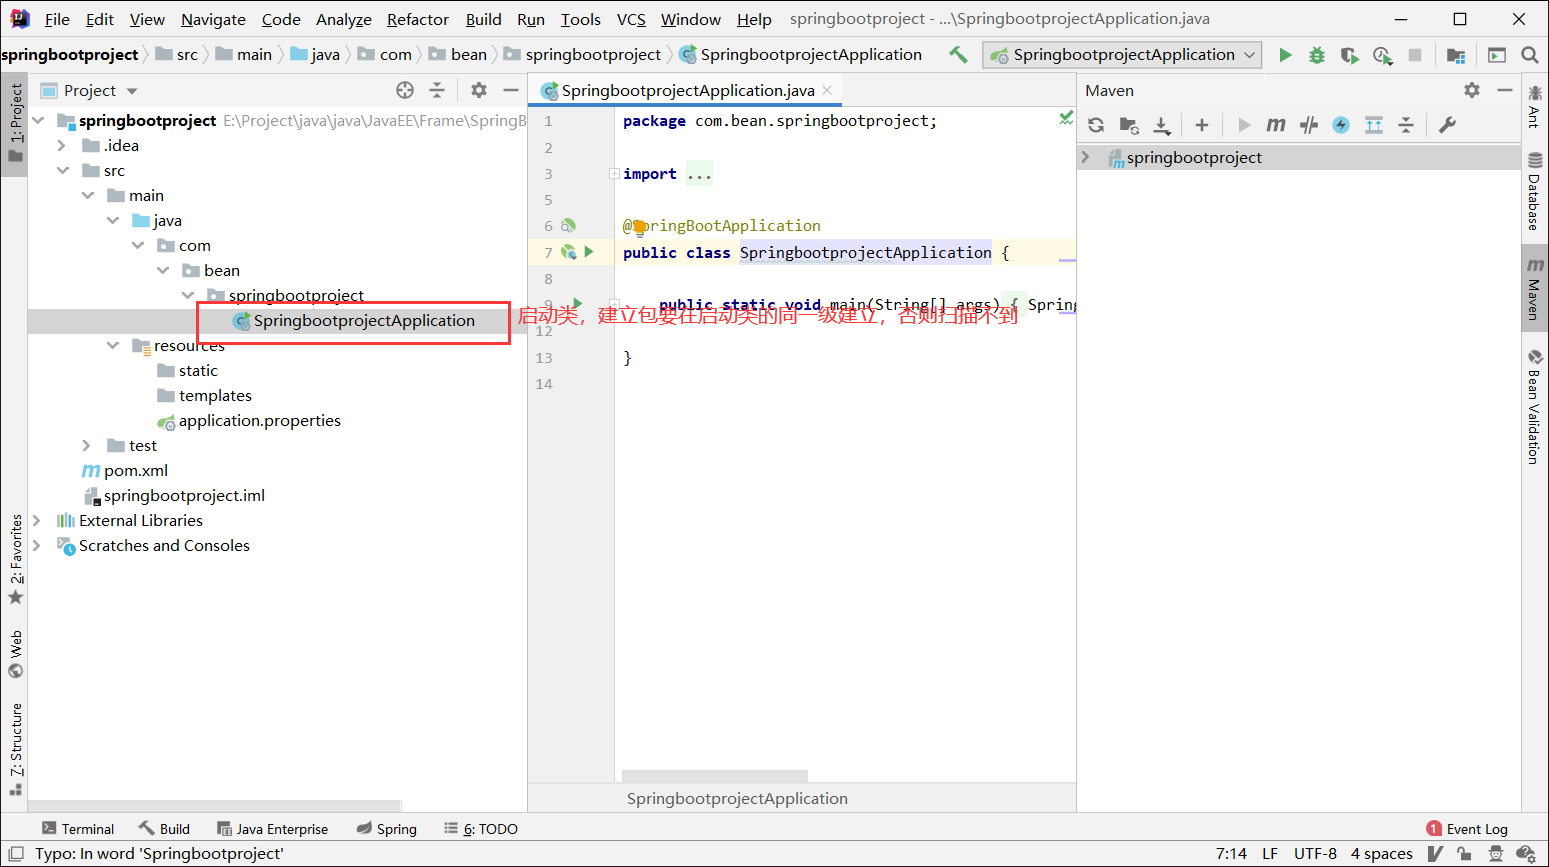 File Edit View Navigate Code Analyze Refactor Build Run Tools VCS Window Help springbootproject - ...\SpringbootprojectApplication.java
springbootproject src main java com bean springbootproject SpringbootprojectApplication SpringbootprojectApplication
1: Project
2: Favorites
Web
7: Structure
Project
springbootproject E:\Project\java\java\JavaEE\Frame\SpringB
.idea
src
main
java
com
bean
springbootproject
SpringbootprojectApplication
resources
static
templates
application.properties
test
pom.xml
springbootproject.iml
External Libraries
Scratches and Consoles
SpringbootprojectApplication.java
1 package com.bean.springbootproject;
2
3 import ...
5
6 @SpringBootApplication
7 public class SpringbootprojectApplication {
8
9 public static void main(String[] args) { Spring
启动类，建立包要在启动类的同一级建立，否则扫描不到
12
13 }
14
SpringbootprojectApplication
Maven
springbootproject
Ant
Database
Maven
Bean Validation
Terminal Build Java Enterprise Spring 6: TODO 1 Event Log
Typo: In word 'Springbootproject' 7:14 LF UTF-8 4 spaces